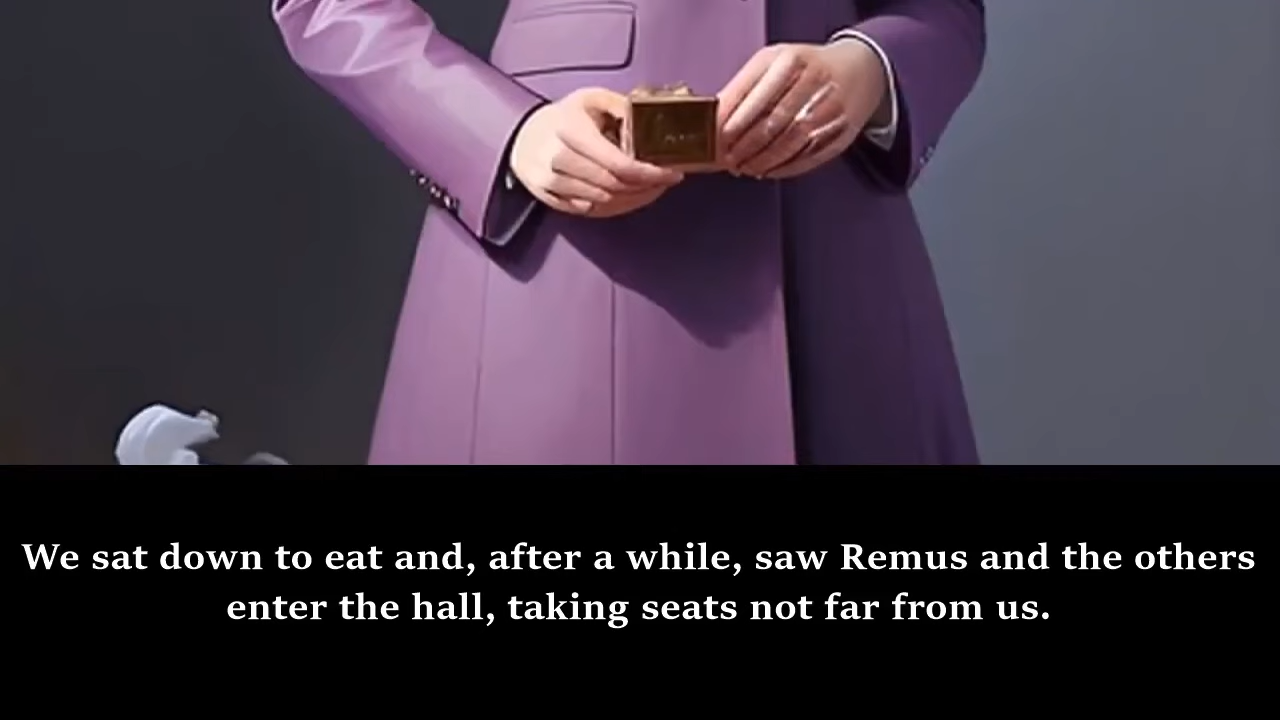 We sat down to eat and, after a while, saw Remus and the others
enter the hall, taking seats not far from us.